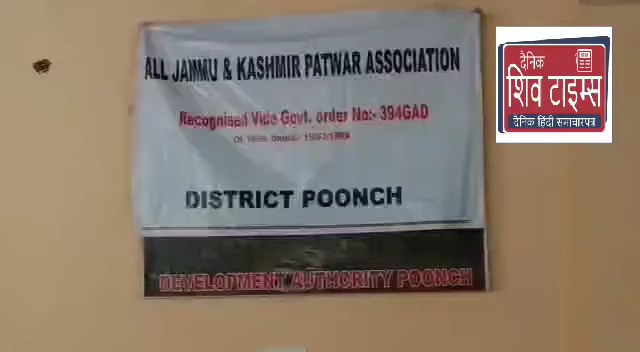 ALL JAMMU & KASHMIR PATWAR ASSOCIATION
Recognised Vide Govt. order No:- 394GAD
DISTRICT POONCH
DEVELOPMENT AUTHORITY POONCH
दैनिक
शिव टाइम्स
दैनिक हिंदी समाचारपत्र